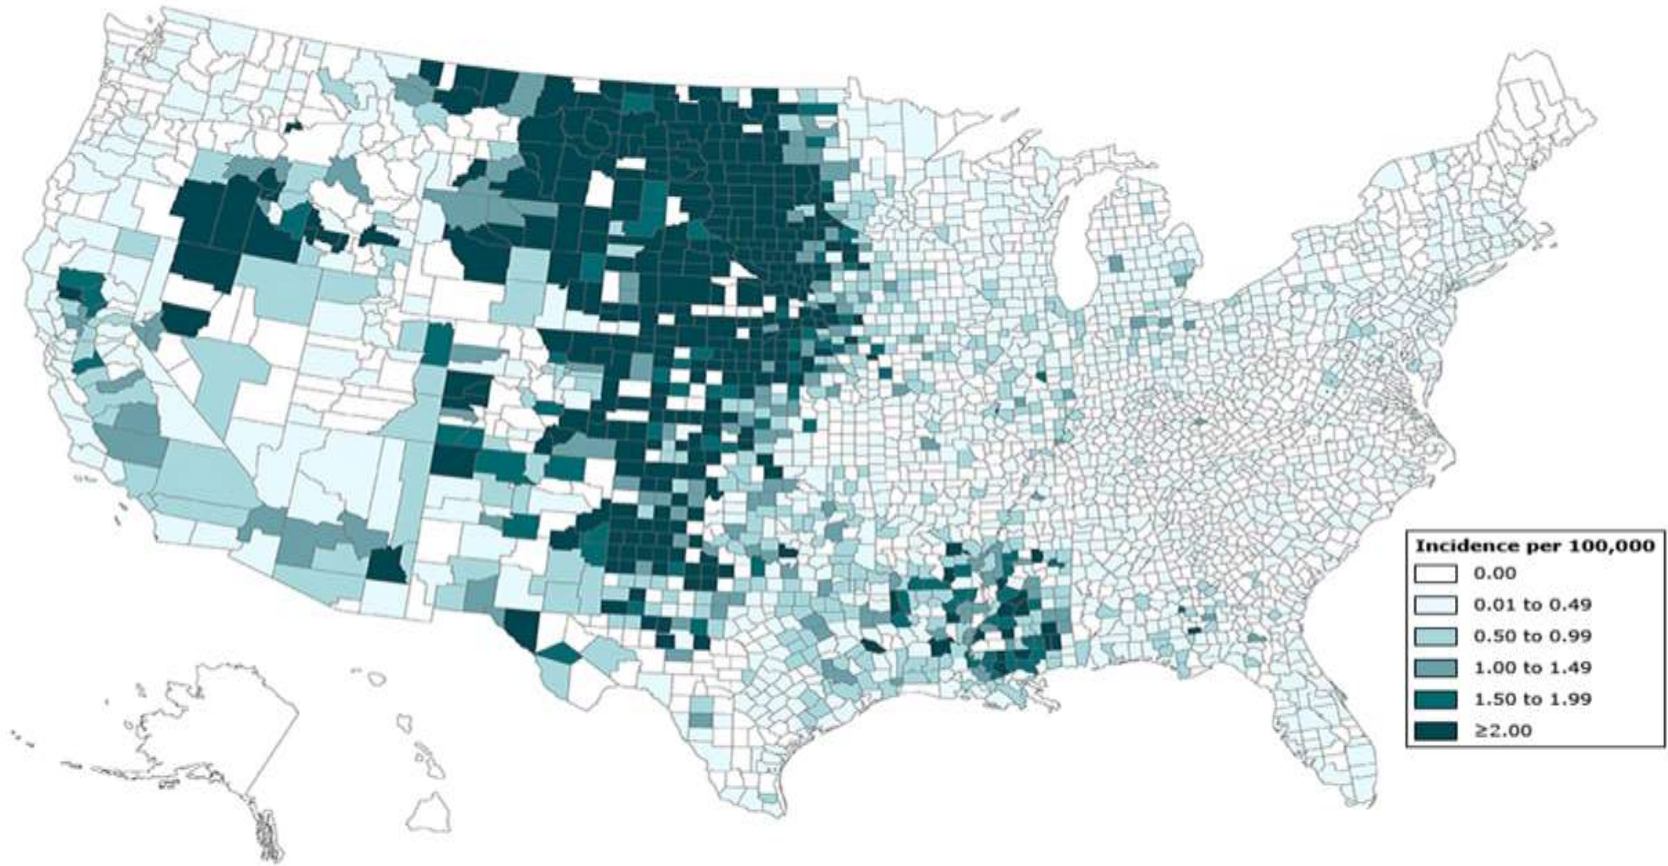 Incidence per 100,000
0.00
0.01 to 0.49
0.50 to 0.99
1.00 to 1.49
1.50 to 1.99
≥2.00